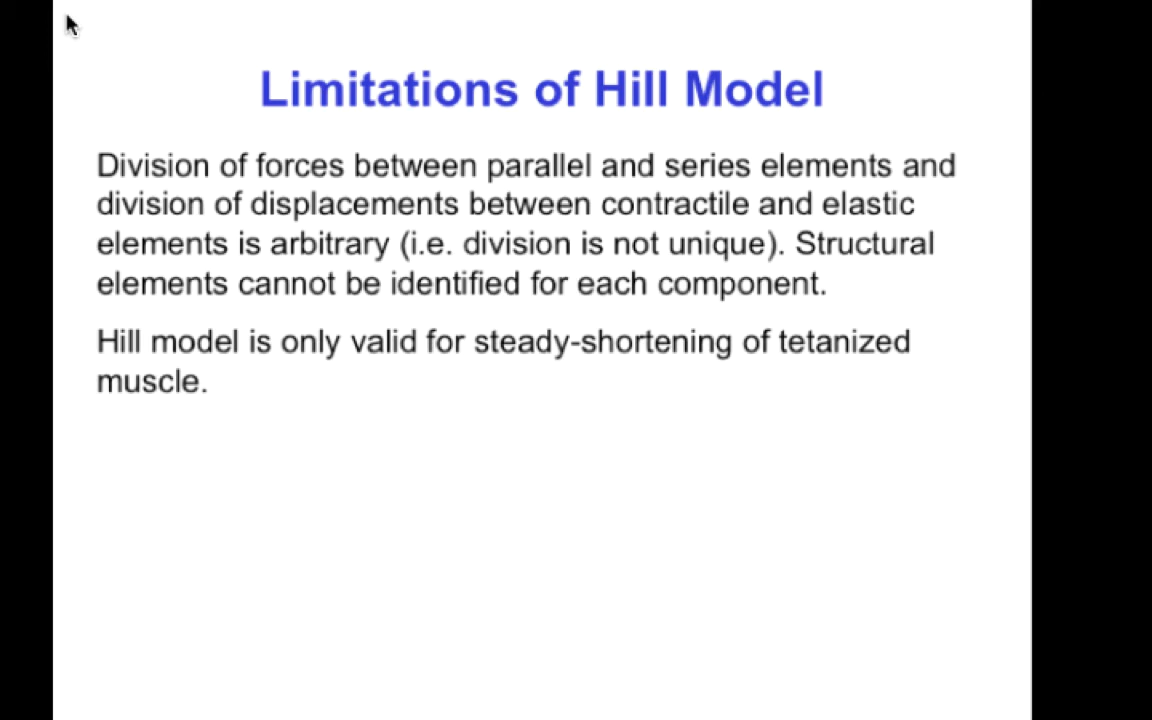 Limitations of Hill Model
Division of forces between parallel and series elements and
division of displacements between contractile and elastic
elements is arbitrary (i.e. division is not unique). Structural
elements cannot be identified for each component.
Hill model is only valid for steady-shortening of tetanized
muscle.